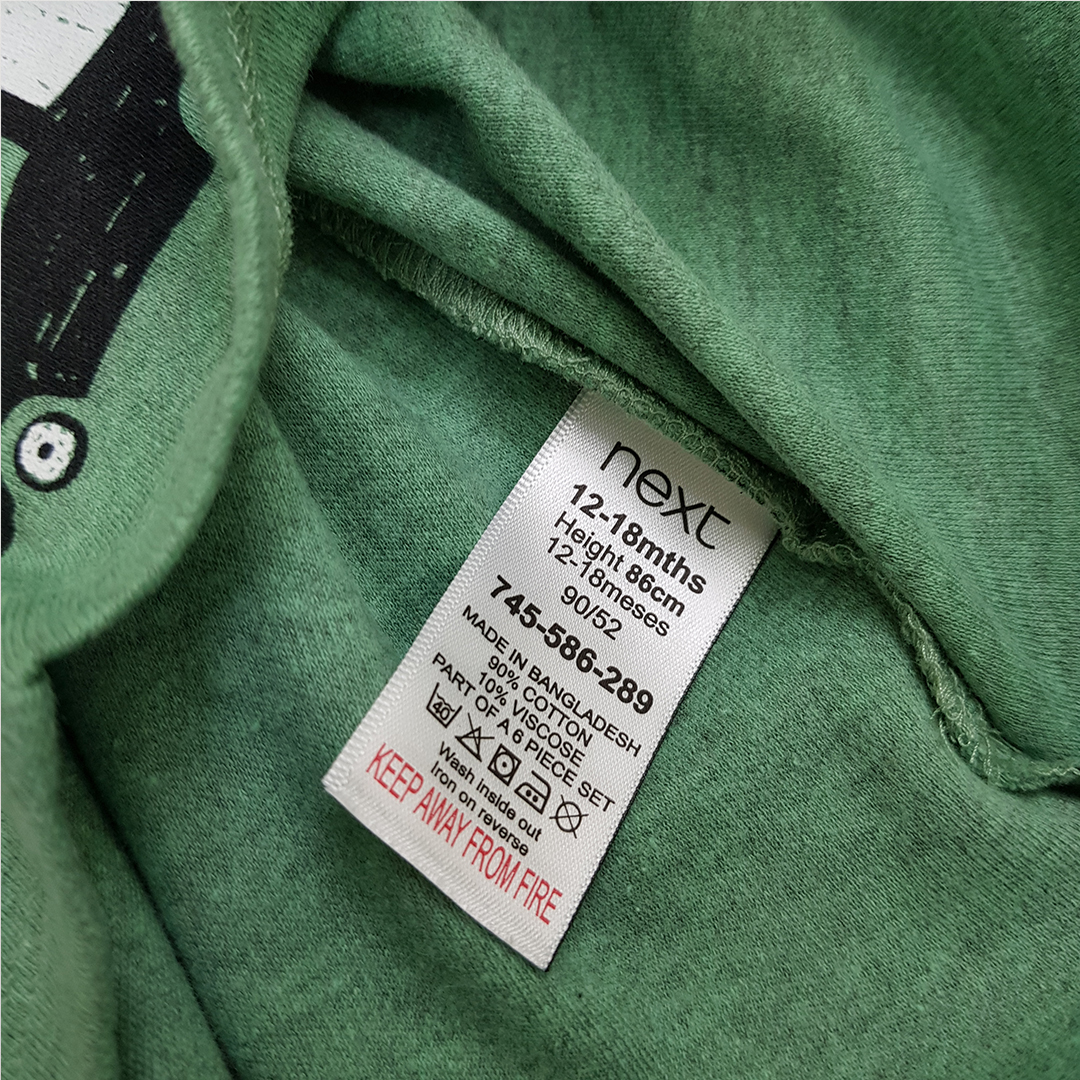 next
12-18mths
Height 86cm
12-18meses
90/52
745-586-289
MADE IN BANGLADESH
90% COTTON
10% VISCOSE
PART OF A 6 PIECE SET
40
Wash inside out
Iron on reverse
KEEP AWAY FROM FIRE